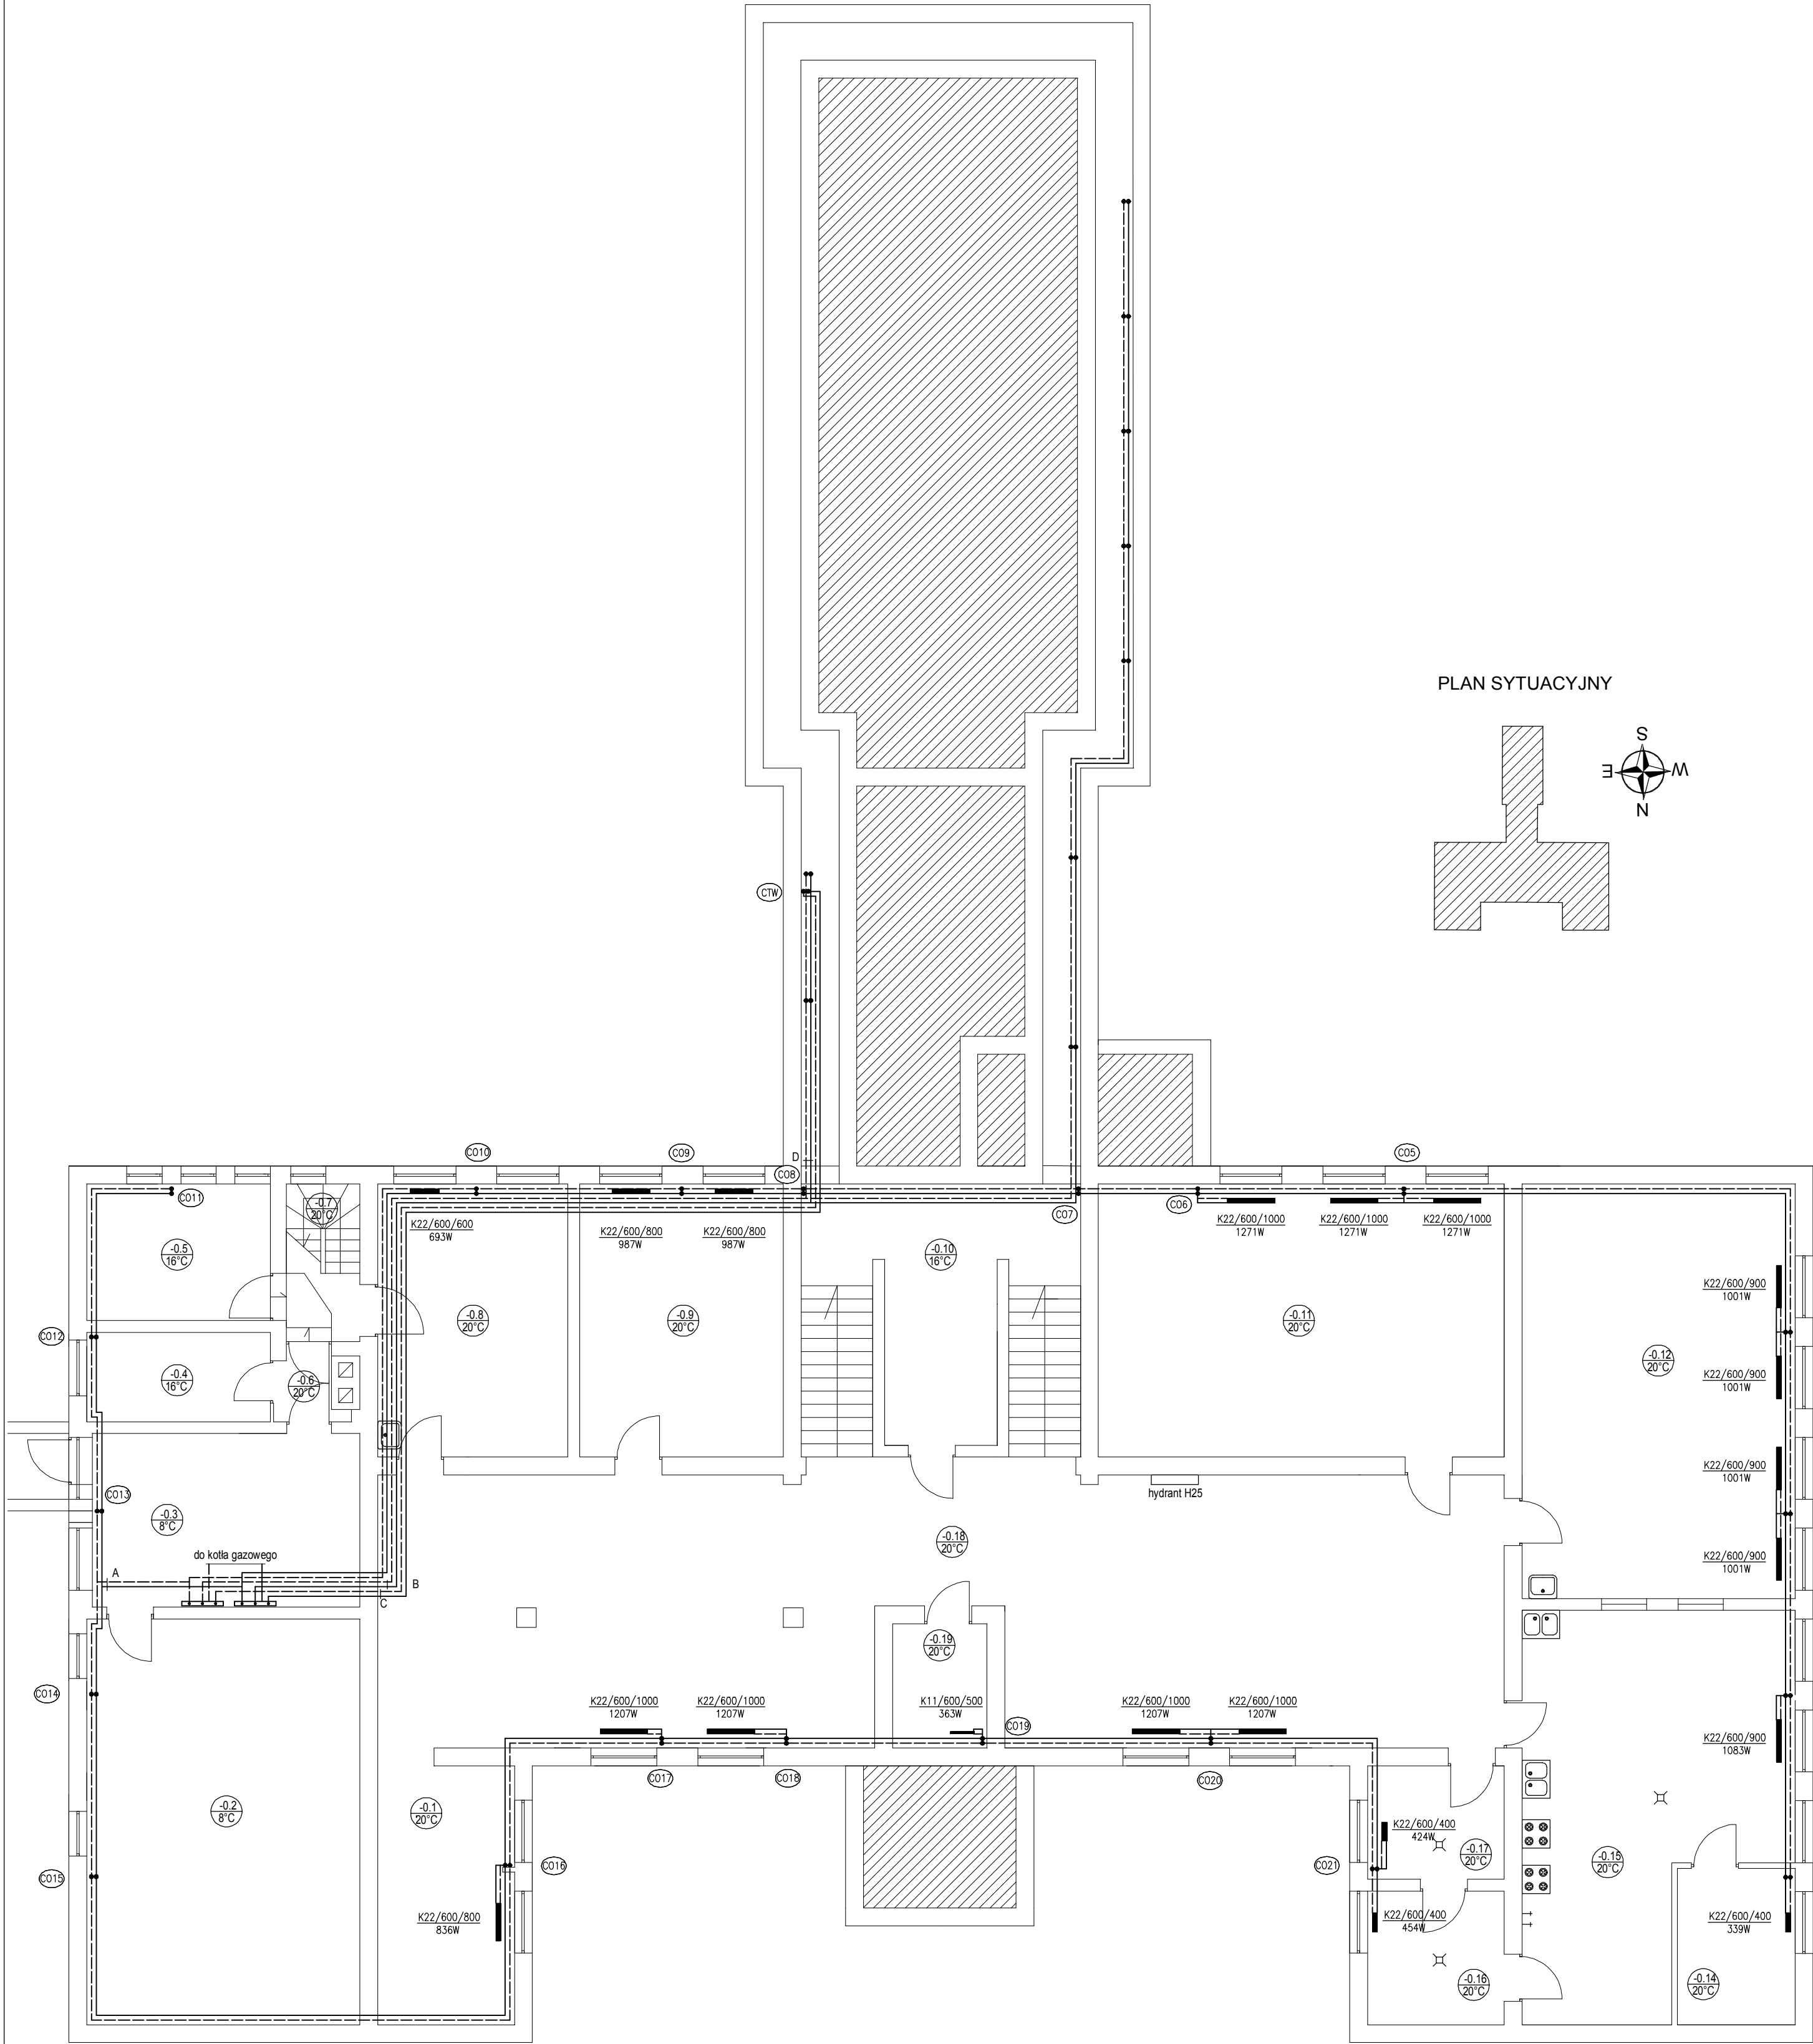 PLAN SYTUACYJNY
S
E
W
N
CTW
D
CO10
CO9
CO8
CO5
CO11
CO7
CO6
-0.7
20°C
K22/600/600
693W
K22/600/800
987W
K22/600/800
987W
K22/600/1000
1271W
K22/600/1000
1271W
K22/600/1000
1271W
-0.5
16°C
-0.10
16°C
K22/600/900
1001W
-0.8
20°C
-0.9
20°C
-0.11
20°C
CO12
-0.4
16°C
-0.6
20°C
-0.12
20°C
K22/600/900
1001W
K22/600/900
1001W
CO13
hydrant H25
-0.3
8°C
-0.18
20°C
do kotła gazowego
K22/600/900
1001W
A
B
C
-0.19
20°C
CO14
K22/600/1000
1207W
K22/600/1000
1207W
K11/600/500
363W
K22/600/1000
1207W
K22/600/1000
1207W
CO19
K22/600/900
1083W
CO17
CO18
CO20
-0.2
8°C
-0.1
20°C
K22/600/400
424W
-0.17
20°C
-0.15
20°C
CO15
CO16
CO21
K22/600/800
836W
K22/600/400
454W
K22/600/400
339W
-0.16
20°C
-0.14
20°C